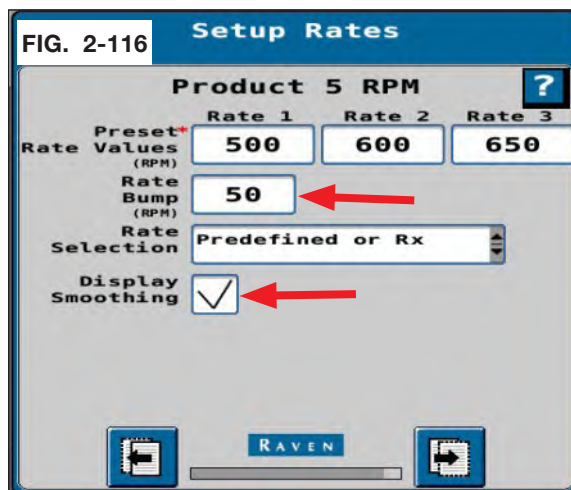 FIG. 2-116
Setup Rates
Product 5 RPM
?
Rate 1 Rate 2 Rate 3
Preset*
Rate Values
(RPM)
500 600 650
Rate
Bump
(RPM)
50
Rate
Selection
Predefined or Rx
Display
Smoothing
RAVEN